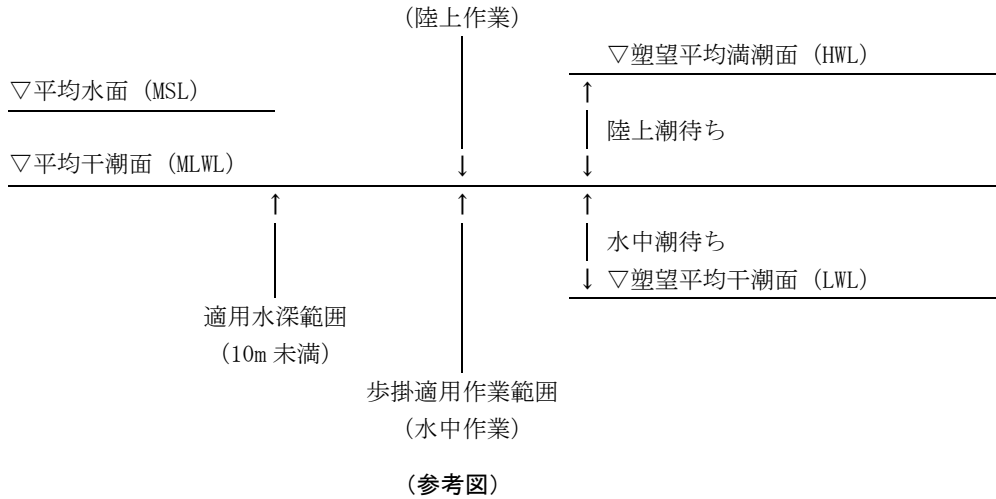 (陸上作業)
▽塑望平均満潮面 (HWL)
▽平均水面 (MSL)
陸上潮待ち
▽平均干潮面 (MLWL)
水中潮待ち
▽塑望平均干潮面 (LWL)
適用水深範囲
(10m 未満)
歩掛適用作業範囲
(水中作業)
(参考図)